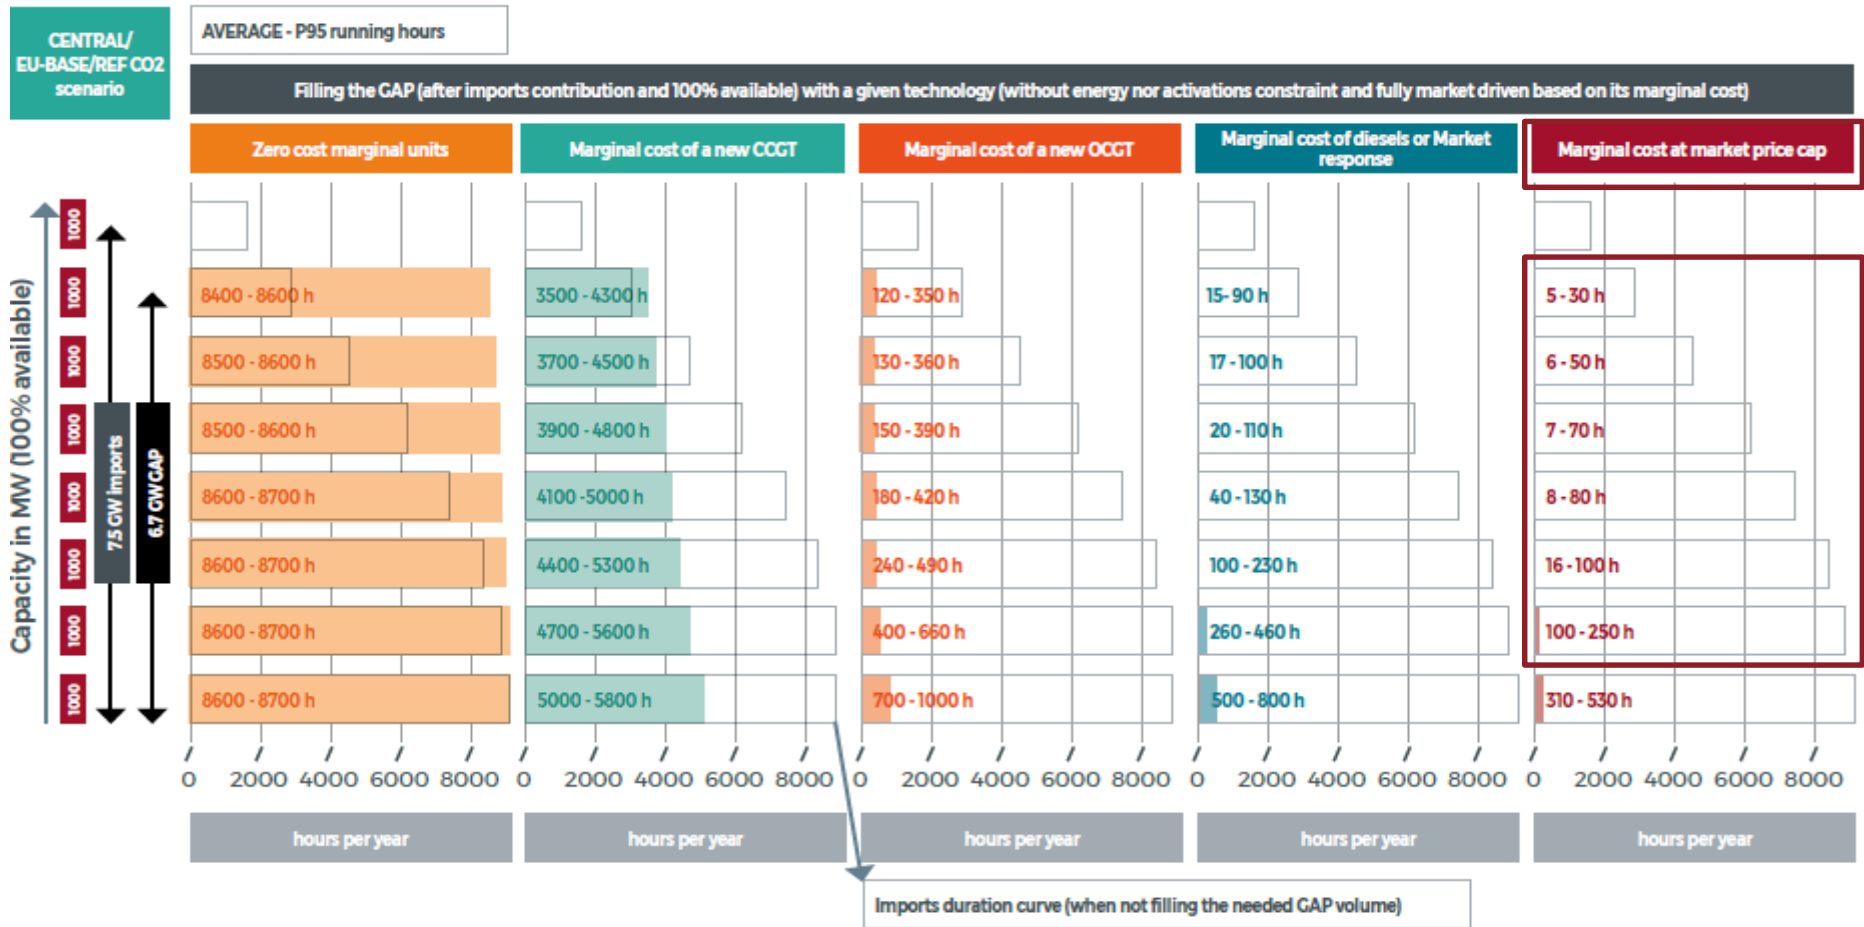 CENTRAL/
EU-BASE/REF CO2
scenario
AVERAGE - P95 running hours
Filling the GAP (after imports contribution and 100% available) with a given technology (without energy nor activations constraint and fully market driven based on its marginal cost)
Zero cost marginal units
Marginal cost of a new CCGT
Marginal cost of a new OCGT
Marginal cost of diesels or Market
response
Marginal cost at market price cap
Capacity in MW (100% available)
1000
1000
1000
1000
1000
1000
1000
1000
7.5 GW imports
6.7 GW GAP
8400 - 8600 h
3500 - 4300 h
120 - 350 h
15- 90 h
5 - 30 h
8500 - 8600 h
3700 - 4500 h
130 - 360 h
17 - 100 h
6 - 50 h
8500 - 8600 h
3900 - 4800 h
150 - 390 h
20 - 110 h
7 - 70 h
8600 - 8700 h
4100 -5000 h
180 - 420 h
40 - 130 h
8 - 80 h
8600 - 8700 h
4400 - 5300 h
240 - 490 h
100 - 230 h
16 - 100 h
8600 - 8700 h
4700 - 5600 h
400 - 660 h
260 - 460 h
100 - 250 h
8600 - 8700 h
5000 - 5800 h
700 - 1000 h
500 - 800 h
310 - 530 h
0 2000 4000 6000 8000
0 2000 4000 6000 8000
0 2000 4000 6000 8000
0 2000 4000 6000 8000
0 2000 4000 6000 8000
hours per year
hours per year
hours per year
hours per year
hours per year
Imports duration curve (when not filling the needed GAP volume)